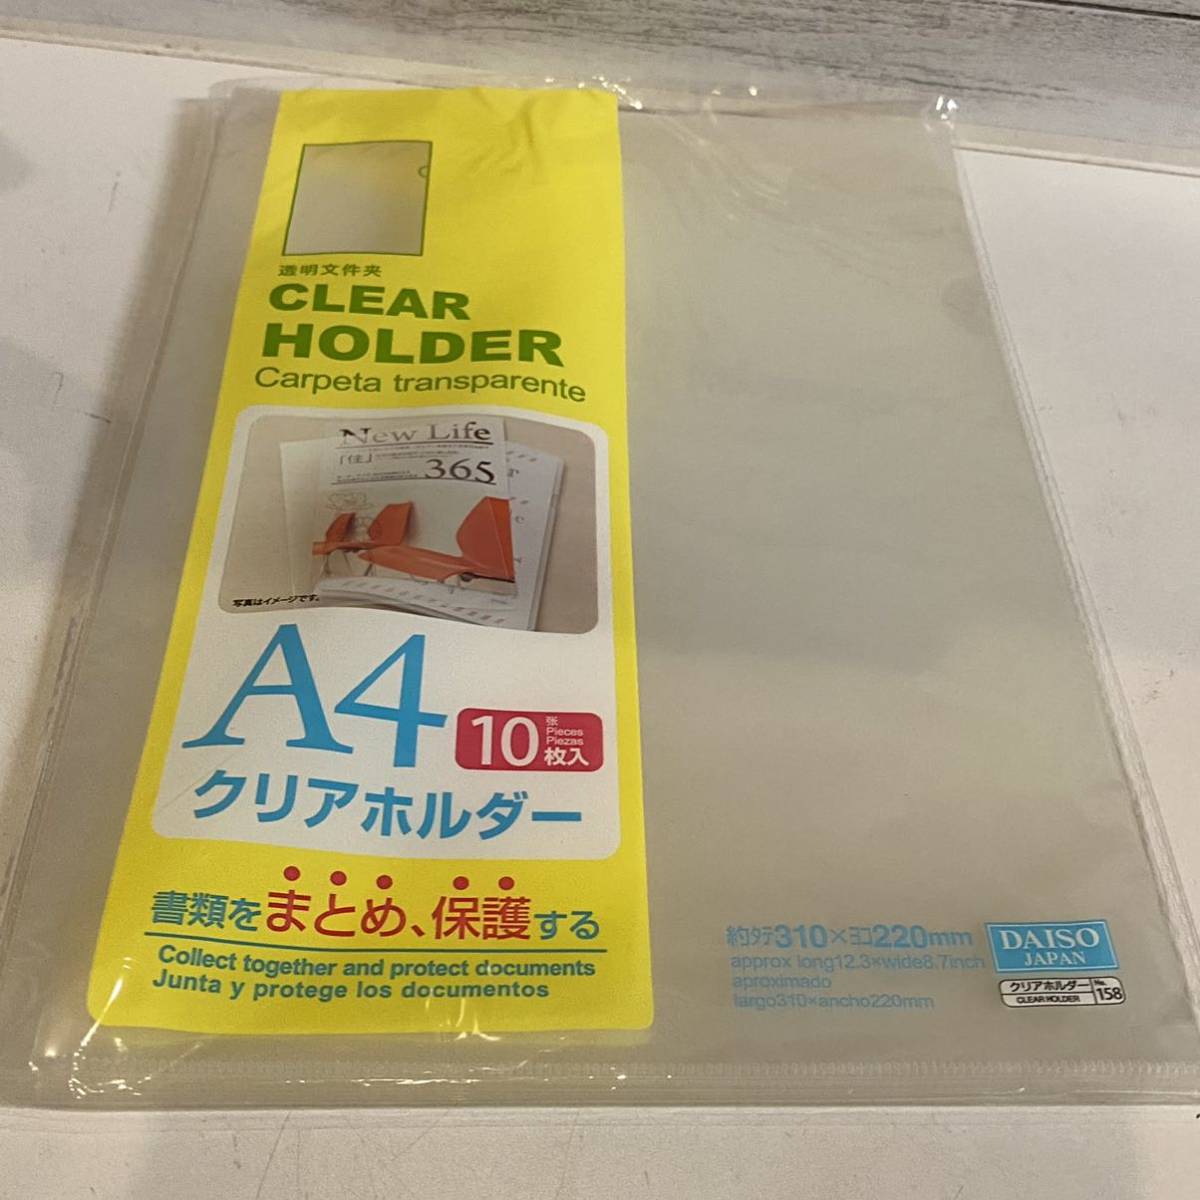 透明文件夹
CLEAR
HOLDER
Carpeta transparente
New Life
「住」
365
写真はイメージです。
A4
10
张
Pieces
Piezas
枚入
クリアホルダー
書類をまとめ、保護する
Collect together and protect documents
Junta y protege los documentos
約タテ310×ヨコ220mm
approx long12.3×wide8.7inch
aproximado
largo310×ancho220mm
DAISO
JAPAN
クリアホルダー
CLEAR HOLDER
No.
158